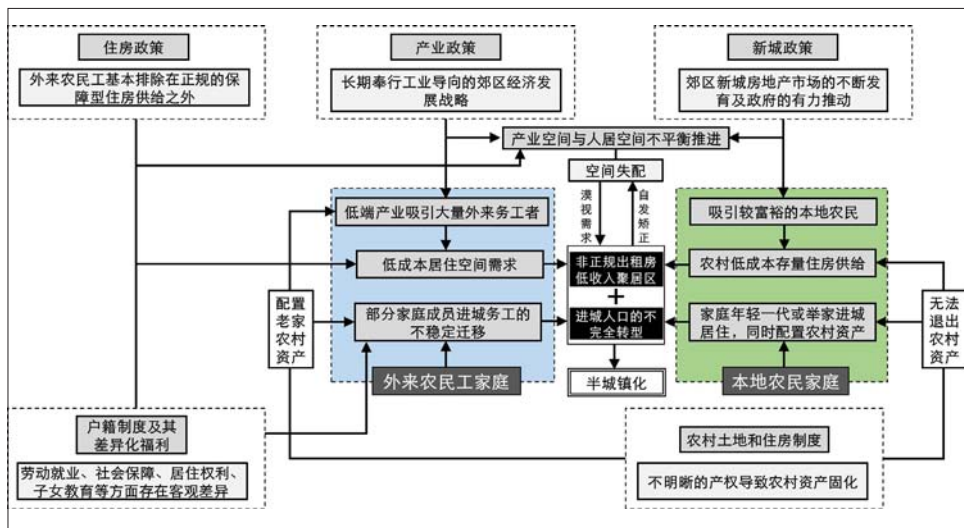 住房政策
外来农民工基本排除在正规的保
障型住房供给之外
产业政策
长期奉行工业导向的郊区经济发
展战略
新城政策
郊区新城房地产市场的不断发
育及政府的有力推动
产业空间与人居空间不平衡推进
空间失配
漠视需求
自发矫正
低端产业吸引大量外来务工者
低成本居住空间需求
部分家庭成员进城务工的
不稳定迁移
外来农民工家庭
非正规出租房
低收入聚居区
+
进城人口的不
完全转型
半城镇化
吸引较富裕的本地农民
农村低成本存量住房供给
家庭年轻一代或举家进城
居住，同时配置农村资产
本地农民家庭
配置
老家
农村
资产
无法
退出
农村
资产
户籍制度及其
差异化福利
劳动就业、社会保障、居住权利、
子女教育等方面存在客观差异
农村土地和住房制度
不明晰的产权导致农村资产固化